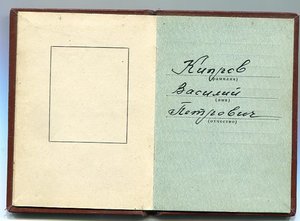 Кипров
(фамилия)
Василий
(имя)
Петрович
(отчество)